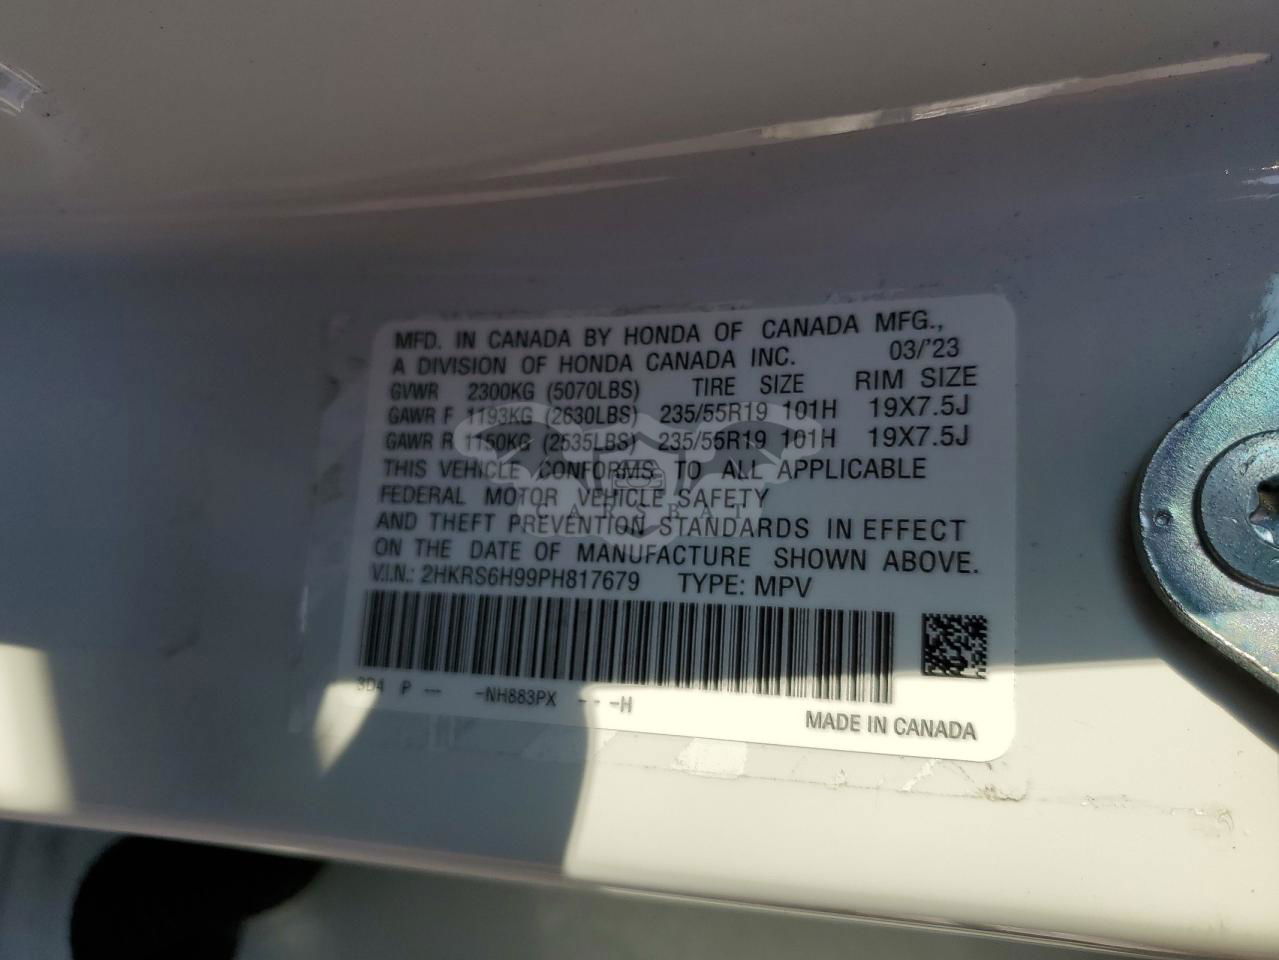 MFD. IN CANADA BY HONDA OF CANADA MFG.,
A DIVISION OF HONDA CANADA INC. 03/'23
GVWR 2300KG (5070LBS) TIRE SIZE RIM SIZE
GAWR F 1193KG (2630LBS) 235/55R19 101H 19X7.5J
GAWR R 1150KG (2535LBS) 235/55R19 101H 19X7.5J
THIS VEHICLE CONFORMS TO ALL APPLICABLE
FEDERAL MOTOR VEHICLE SAFETY
CARSBAT
AND THEFT PREVENTION STANDARDS IN EFFECT
ON THE DATE OF MANUFACTURE SHOWN ABOVE.
V.I.N.: 2HKRS6H99PH817679 TYPE: MPV
3D4 P -- -NH883PX - - -H
MADE IN CANADA